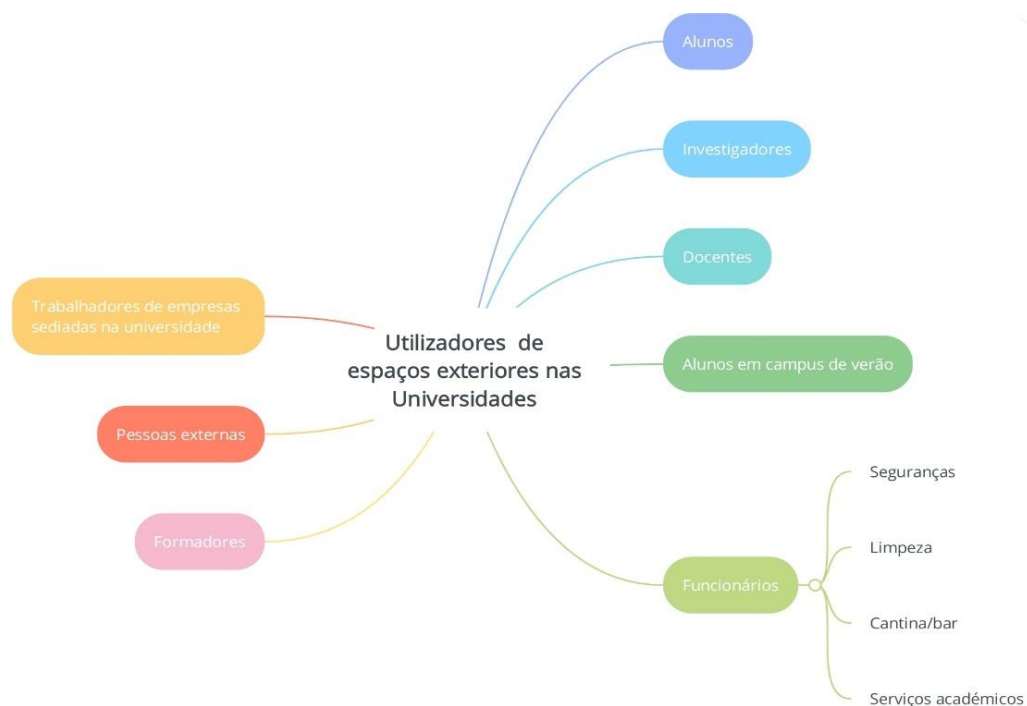 Alunos
Investigadores
Docentes
Trabalhadores de empresas
sediadas na universidade
Utilizadores de
espaços exteriores nas
Universidades
Alunos em campus de verão
Pessoas externas
Formadores
Funcionários
Seguranças
Limpeza
Cantina/bar
Serviços académicos